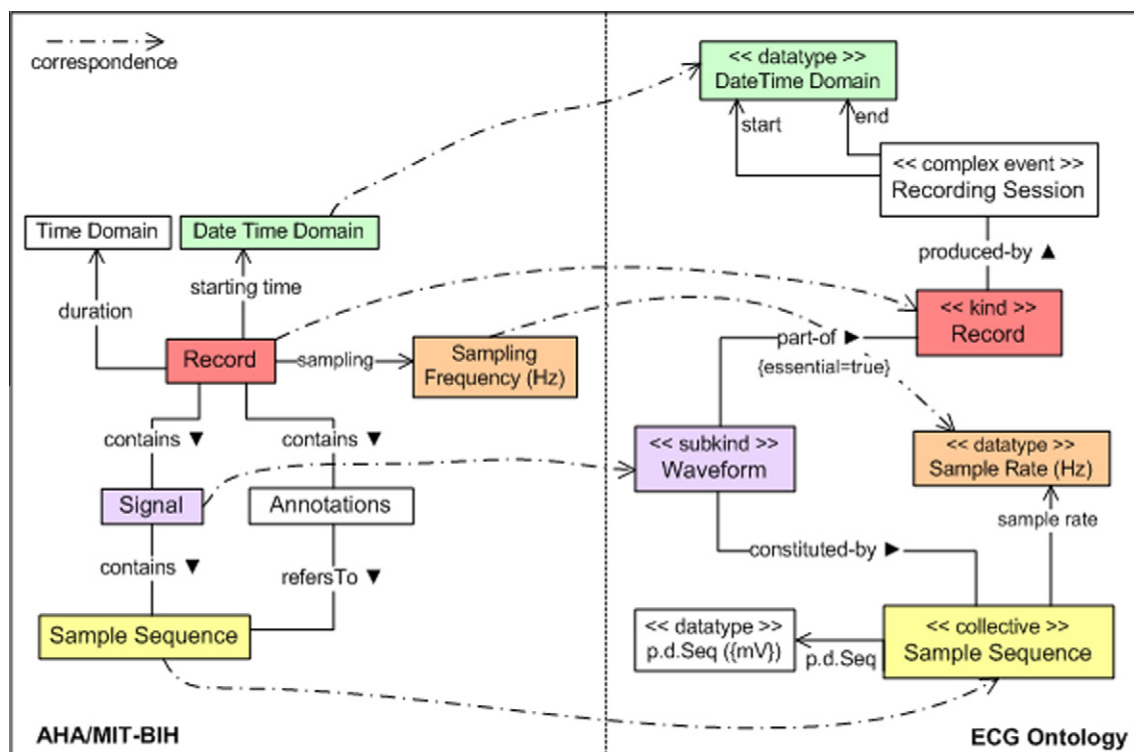 correspondence
<< datatype >>
DateTime Domain
start
end
<< complex event >>
Recording Session
Time Domain
Date Time Domain
produced-by ▲
starting time
duration
<< kind >>
Record
Record
sampling
Sampling
Frequency (Hz)
part-of ►
{essential=true}
contains ▼
contains ▼
<< subkind >>
Waveform
<< datatype >>
Sample Rate (Hz)
Signal
Annotations
sample rate
contains ▼
refersTo ▼
constituted-by ►
Sample Sequence
<< datatype >>
p.d.Seq ({mV})
p.d.Seq
<< collective >>
Sample Sequence
AHA/MIT-BIH
ECG Ontology